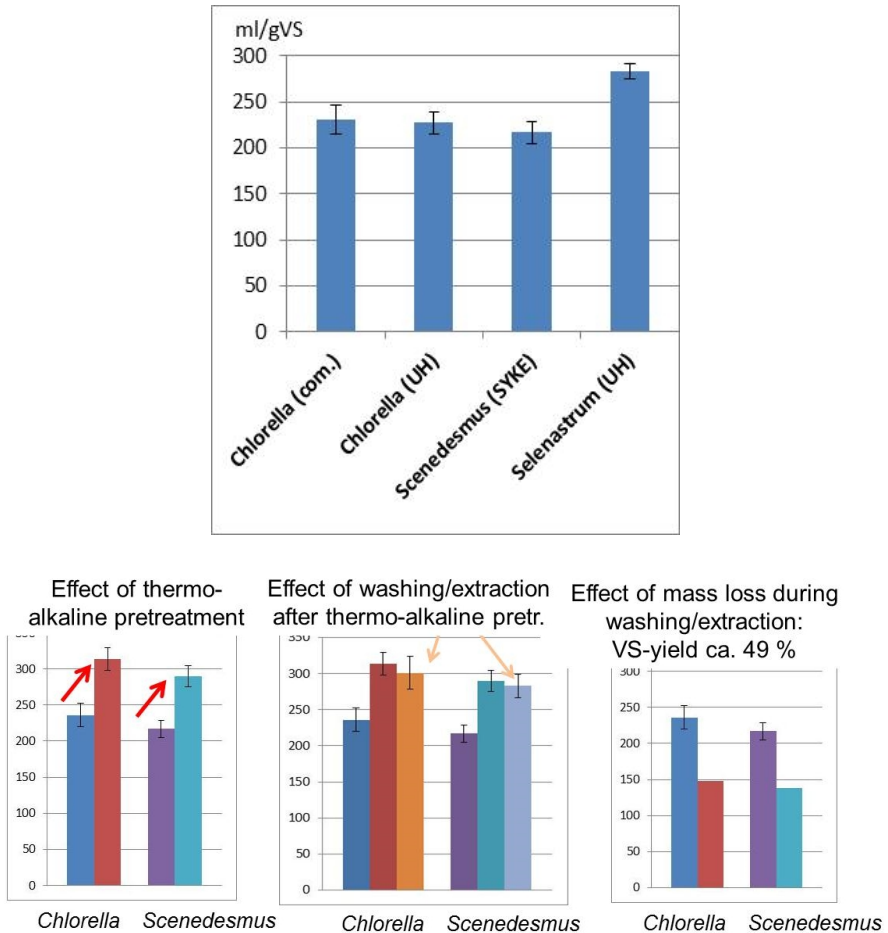 ml/gVS
300
250
200
150
100
50
0
Chlorella (com.)
Chlorella (UH)
Scenedesmus (SYKE)
Selenastrum (UH)
Effect of thermo-
alkaline pretreatment
300
250
200
150
100
50
0
Chlorella Scenedesmus
Effect of washing/extraction
after thermo-alkaline pretr.
350
300
250
200
150
100
50
0
Chlorella Scenedesmus
Effect of mass loss during
washing/extraction:
VS-yield ca. 49 %
300
250
200
150
100
50
0
Chlorella Scenedesmus